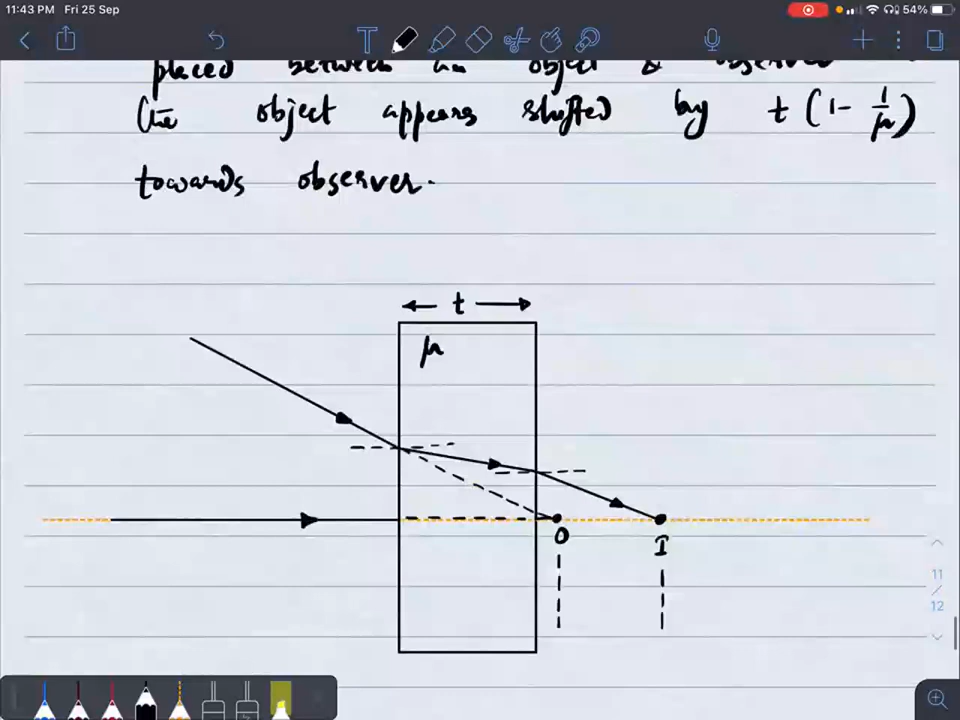 11:43 PM Fri 25 Sep
54%
placed between an object & observer
the object appears shifted by t (1 - 1/μ)
towards observer.
t
μ
O
I
11
/
12